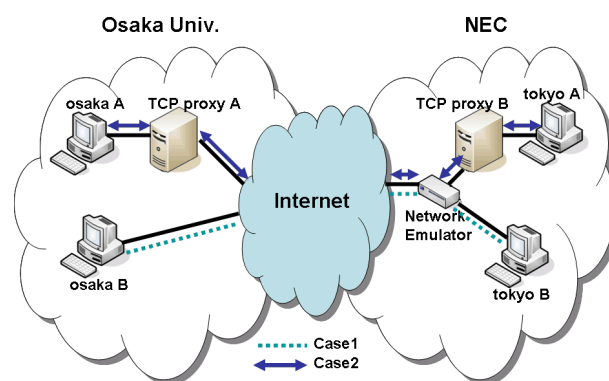 Osaka Univ.
NEC
osaka A
TCP proxy A
TCP proxy B
tokyo A
Internet
Network
Emulator
osaka B
tokyo B
Case1
Case2